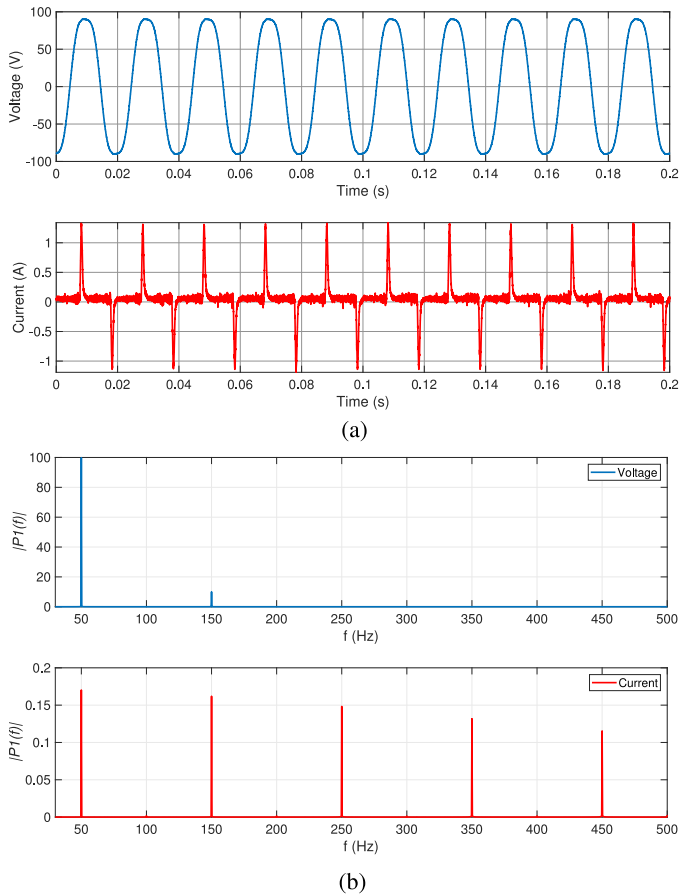 100
50
0
-50
-100
Voltage (V)
0 0.02 0.04 0.06 0.08 0.1 0.12 0.14 0.16 0.18 0.2
Time (s)
1
0.5
0
-0.5
-1
Current (A)
0 0.02 0.04 0.06 0.08 0.1 0.12 0.14 0.16 0.18 0.2
Time (s)
(a)
100
80
60
40
20
0
|P1(f)|
Voltage
50 100 150 200 250 300 350 400 450 500
f (Hz)
0.2
0.15
0.1
0.05
0
|P1(f)|
Current
50 100 150 200 250 300 350 400 450 500
f (Hz)
(b)